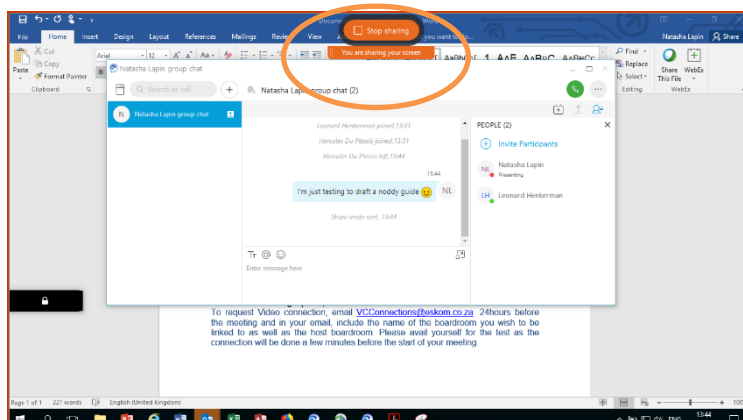 Stop sharing
You are sharing your screen
File Home Insert Design Layout References Mailings Review View
Natasha Lapin Share
Cut
Copy
Format Painter
Paste
Clipboard
Arial 12
Find
Replace
Select
Editing
Share This File
WebEx
WebEx
Natasha Lapin group chat
Search or call
Natasha Lapin group chat (2)
Natasha Lapin group chat
Leonard Henkerman joined, 13:31
Hercules Du Plessis joined, 13:31
Hercules Du Plessis left, 13:44
13:44
I'm just testing to draft a noddy guide
NL
Share invite sent, 13:44
Enter message here
PEOPLE (2)
Invite Participants
NL Natasha Lapin
Presenting
LH Leonard Henkerman
To request Video connection, email VCConnections@eskom.co.za 24hours before
the meeting and in your email, include the name of the boardroom you wish to be
linked to as well as the host boardroom. Please avail yourself for the test as the
connection will be done a few minutes before the start of your meeting.
Page 1 of 1 221 words English (United Kingdom)
ENG 13:44